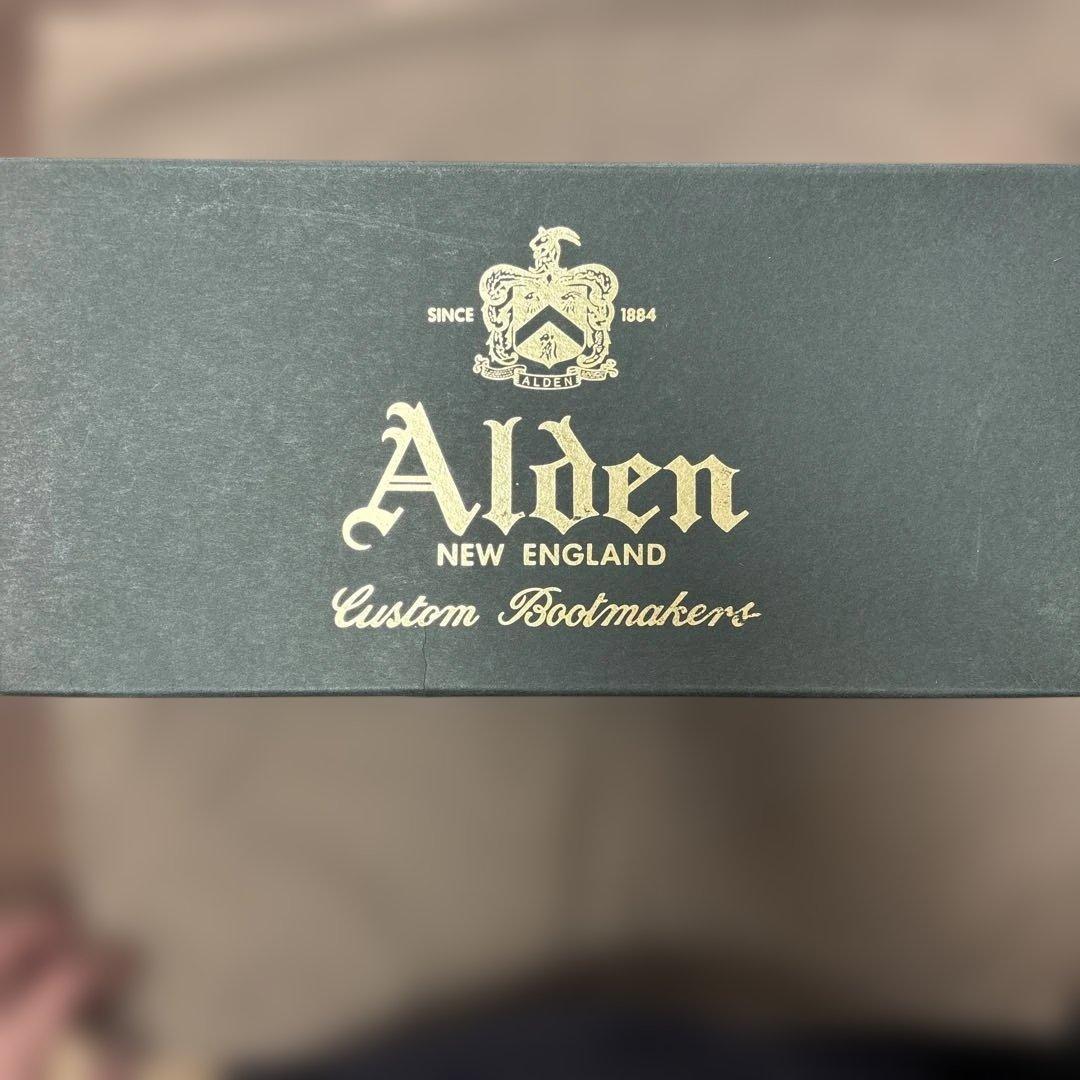 SINCE 1884
ALDEN
Alden
NEW ENGLAND
Custom Bootmakers